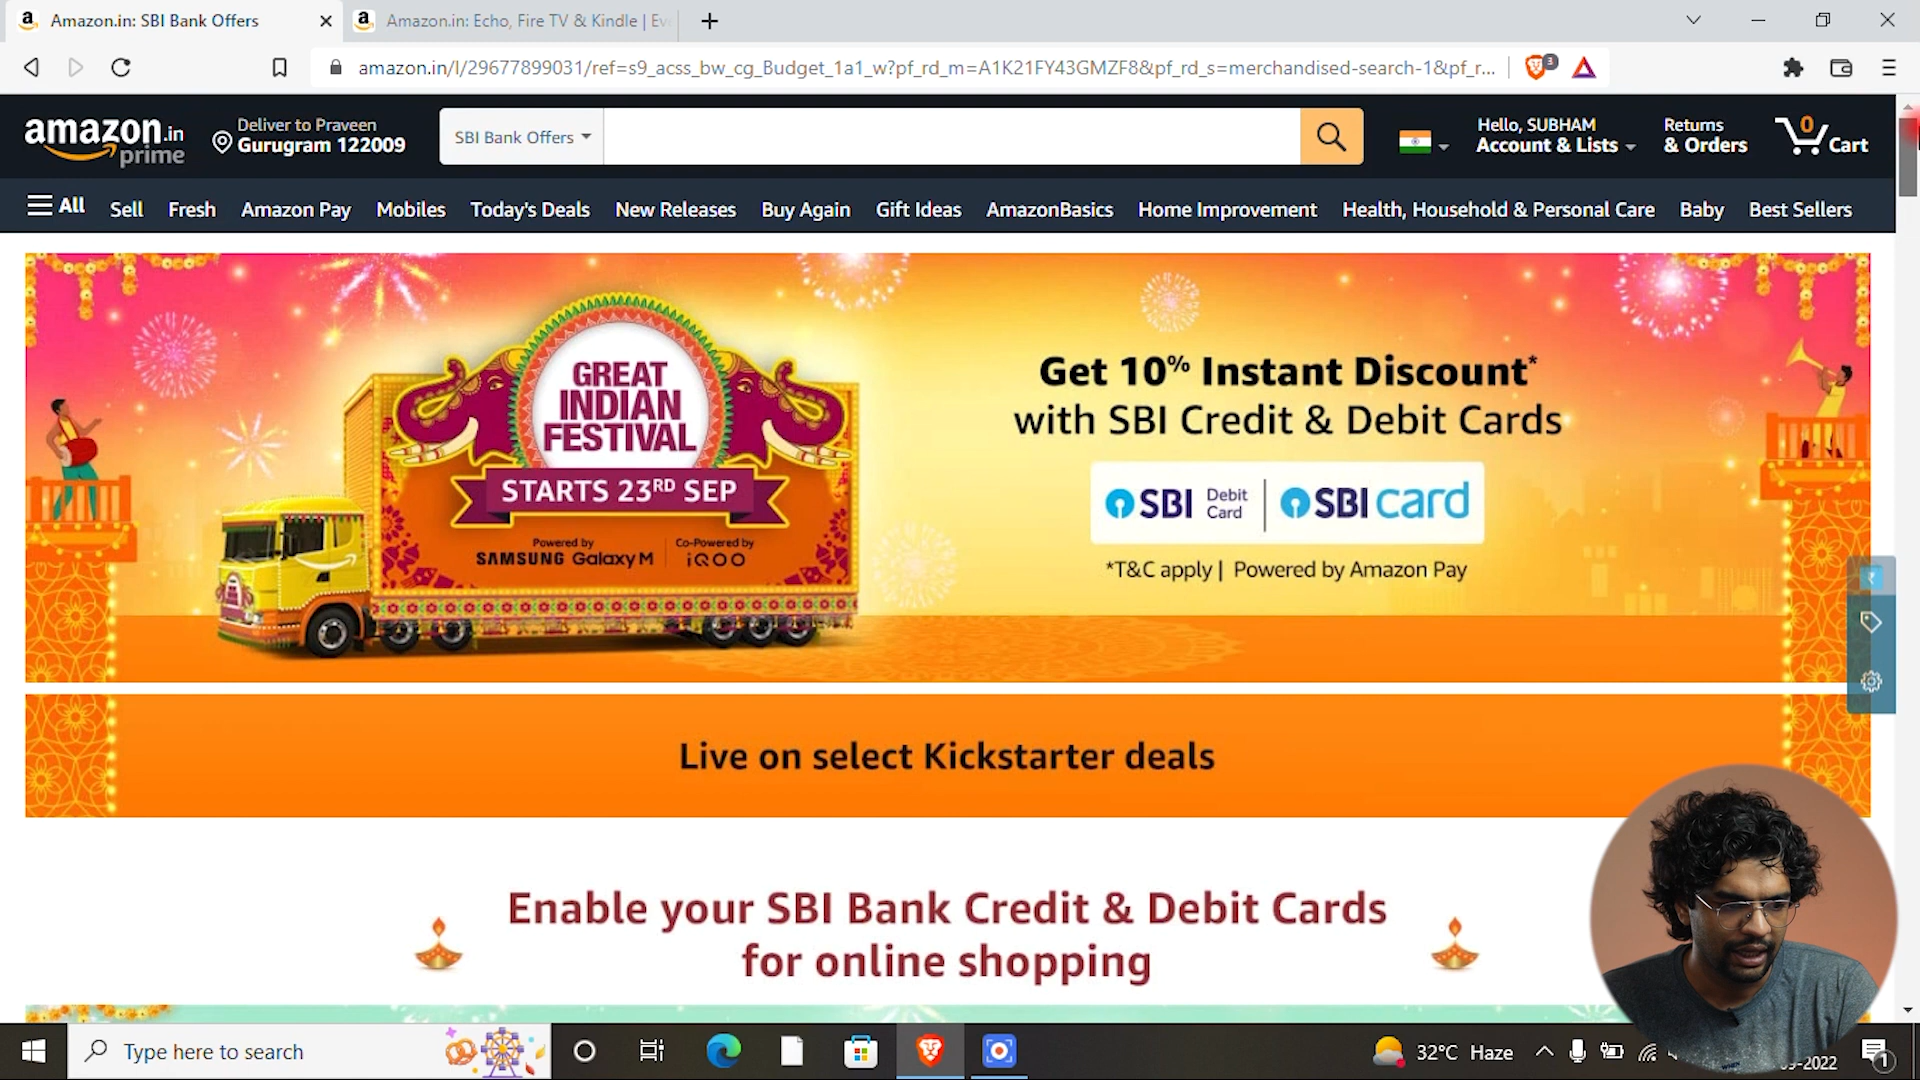 Amazon.in: SBI Bank Offers
Amazon.in: Echo, Fire TV & Kindle | Eve
amazon.in/l/29677899031/ref=s9_acss_bw_cg_Budget_1a1_w?pf_rd_m=A1K21FY43GMZF8&pf_rd_s=merchandised-search-1&pf_r...
3
amazon.in
prime
Deliver to Praveen
Gurugram 122009
SBI Bank Offers
Hello, SUBHAM
Account & Lists
Returns
& Orders
0
Cart
All
Sell
Fresh
Amazon Pay
Mobiles
Today's Deals
New Releases
Buy Again
Gift Ideas
AmazonBasics
Home Improvement
Health, Household & Personal Care
Baby
Best Sellers
GREAT
INDIAN
FESTIVAL
STARTS 23RD SEP
Powered by
SAMSUNG Galaxy M
Co-Powered by
iQOO
Get 10% Instant Discount*
with SBI Credit & Debit Cards
SBI Debit Card
SBI card
*T&C apply | Powered by Amazon Pay
₹
Live on select Kickstarter deals
Enable your SBI Bank Credit & Debit Cards
for online shopping
Type here to search
32°C Haze
-2022
1